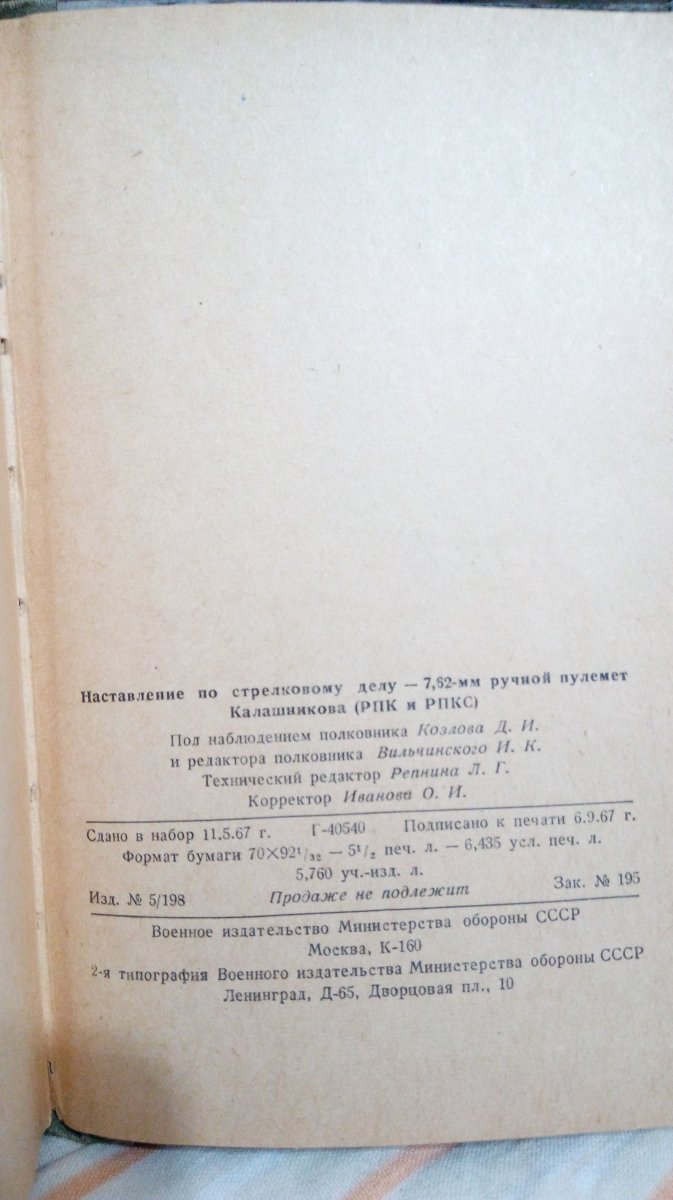 Наставление по стрелковому делу — 7,62-мм ручной пулемет
Калашникова (РПК и РПКС)
Под наблюдением полковника Козлова Д. И.
и редактора полковника Вильчинского И. К.
Технический редактор Репнина Л. Г.
Корректор Иванова О. И.
Сдано в набор 11.5.67 г. Г-40540 Подписано к печати 6.9.67 г.
Формат бумаги 70×92¹/₃₂ — 5¹/₂ печ. л. — 6,435 усл. печ. л.
5,760 уч.-изд. л.
Изд. № 5/198 Продаже не подлежит Зак. № 195
Военное издательство Министерства обороны СССР
Москва, К-160
2-я типография Военного издательства Министерства обороны СССР
Ленинград, Д-65, Дворцовая пл., 10